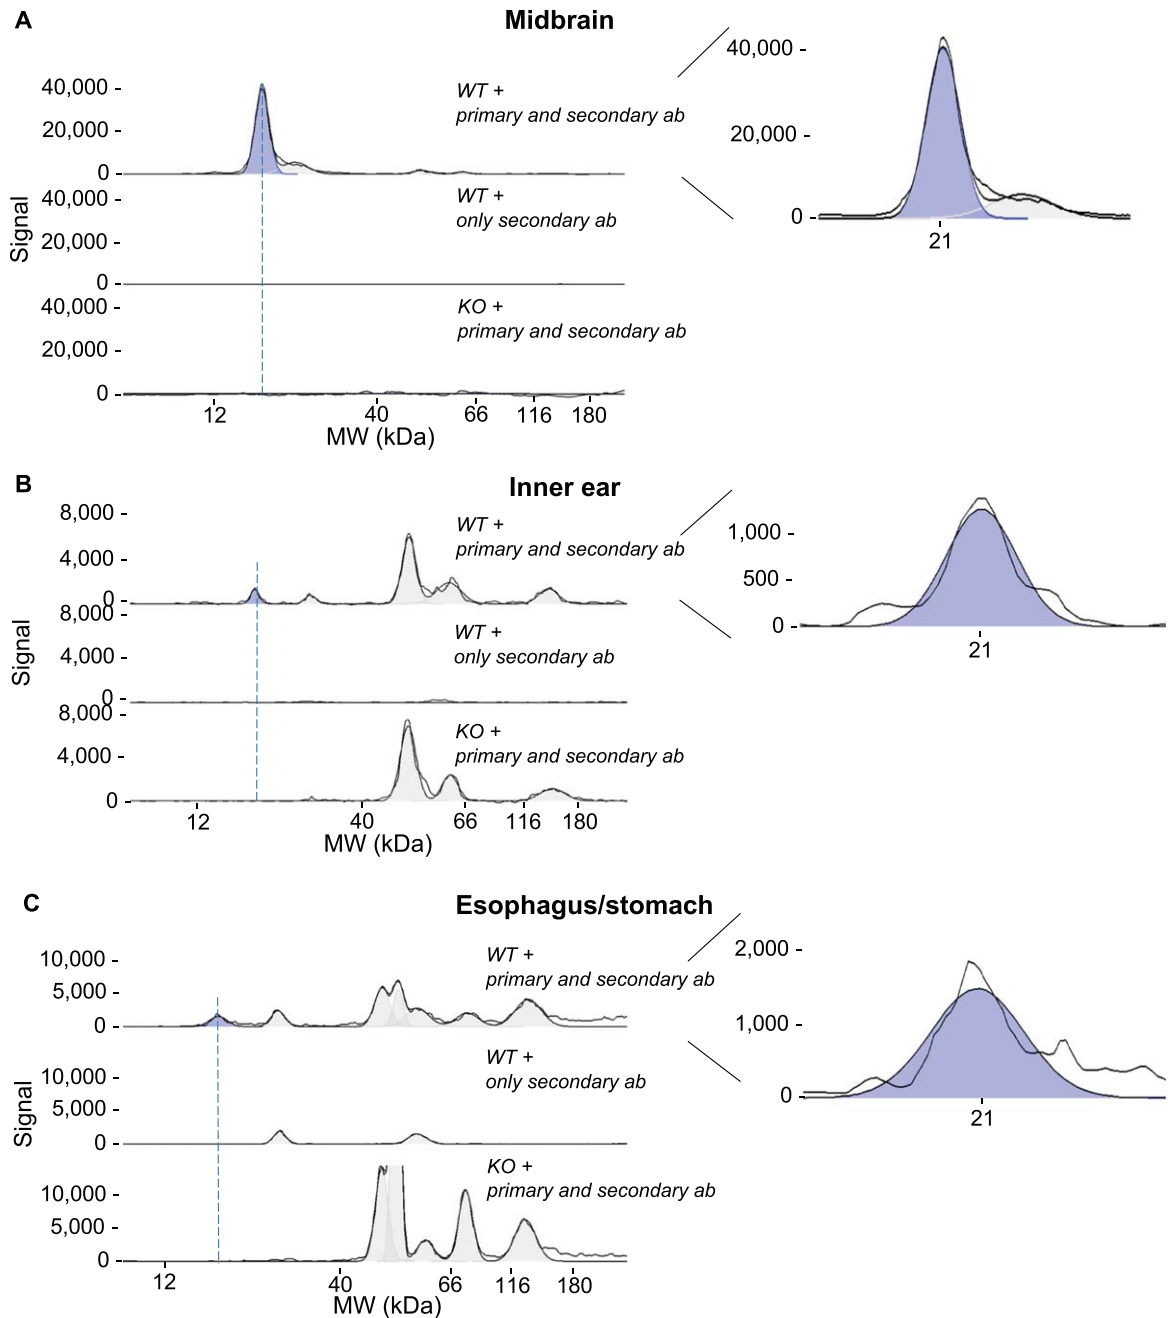 A
Midbrain
40,000
20,000
0
WT +
primary and secondary ab
40,000
20,000
0
WT +
only secondary ab
40,000
20,000
0
KO +
primary and secondary ab
Signal
12
40
66
116
180
MW (kDa)
40,000
20,000
0
21
B
Inner ear
8,000
4,000
0
WT +
primary and secondary ab
8,000
4,000
0
WT +
only secondary ab
8,000
4,000
0
KO +
primary and secondary ab
Signal
12
40
66
116
180
MW (kDa)
1,000
500
0
21
C
Esophagus/stomach
10,000
5,000
0
WT +
primary and secondary ab
10,000
5,000
0
WT +
only secondary ab
10,000
5,000
0
KO +
primary and secondary ab
Signal
12
40
66
116
180
MW (kDa)
2,000
1,000
0
21